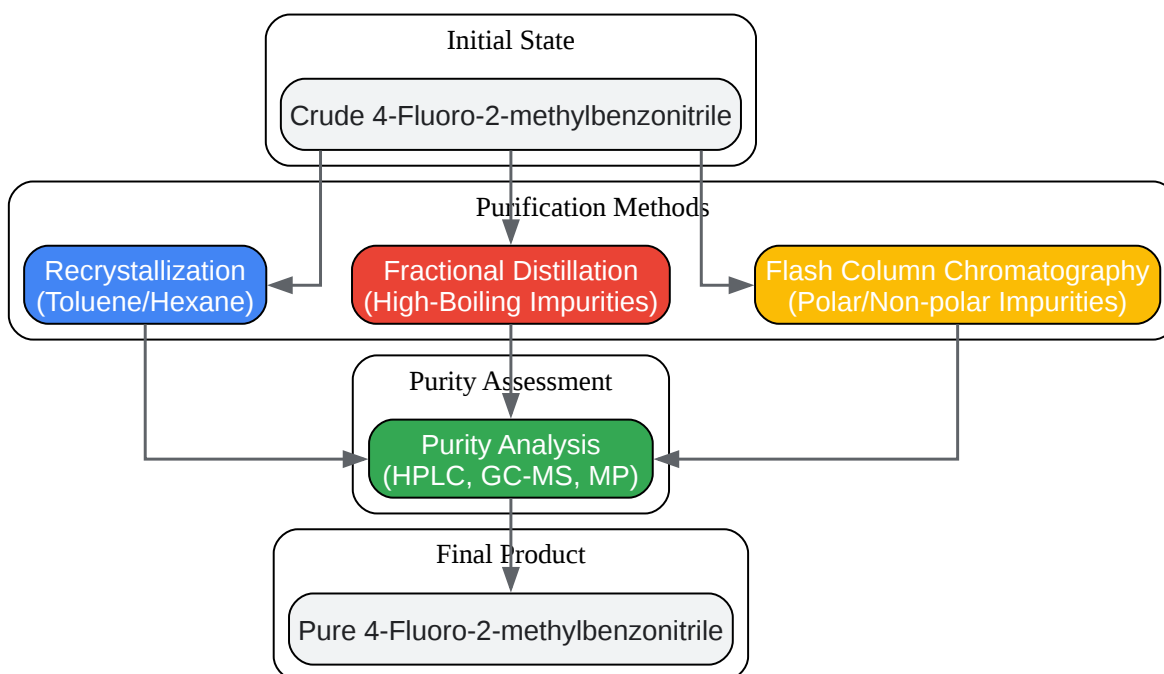 Initial State
Crude 4-Fluoro-2-methylbenzonitrile
Purification Methods
Recrystallization
(Toluene/Hexane)
Fractional Distillation
(High-Boiling Impurities)
Flash Column Chromatography
(Polar/Non-polar Impurities)
Purity Assessment
Purity Analysis
(HPLC, GC-MS, MP)
Final Product
Pure 4-Fluoro-2-methylbenzonitrile